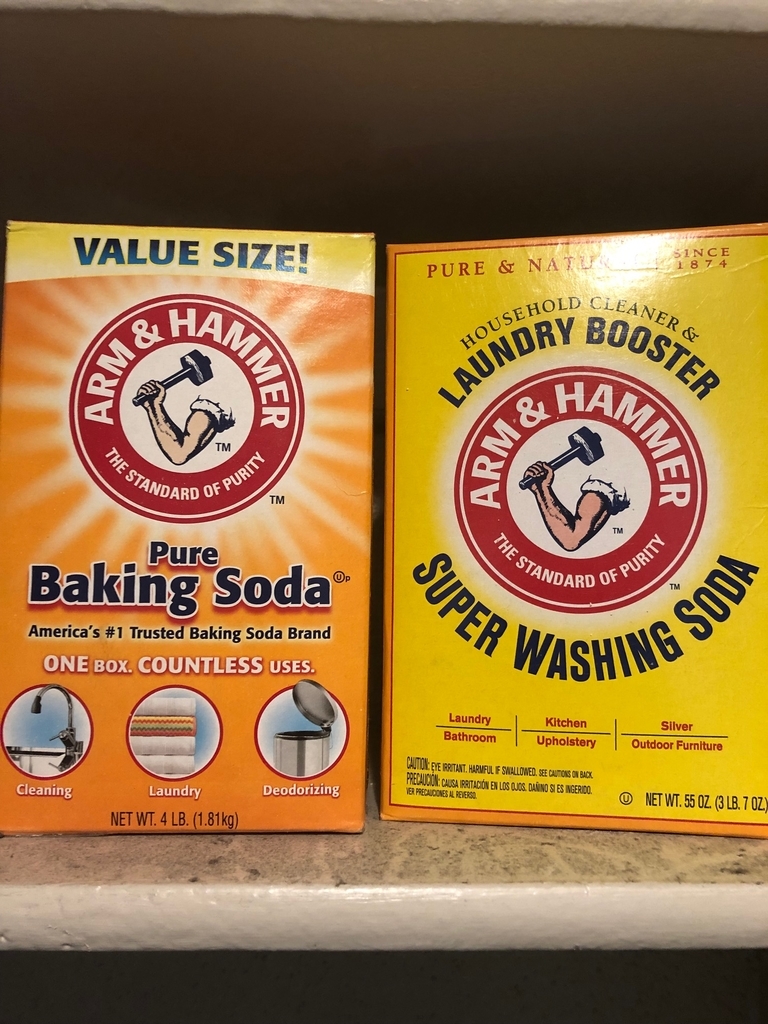 VALUE SIZE!
ARM & HAMMER
THE STANDARD OF PURITY
TM
TM
Pure
Baking Soda
UP
America's #1 Trusted Baking Soda Brand
ONE BOX. COUNTLESS USES.
Cleaning
Laundry
Deodorizing
NET WT. 4 LB. (1.81kg)
PURE &
SINCE
1874
HOUSEHOLD CLEANER &
LAUNDRY BOOSTER
ARM & HAMMER
THE STANDARD OF PURITY
TM
TM
SUPER WASHING SODA
Laundry
Bathroom
Kitchen
Upholstery
Silver
Outdoor Furniture
CAUTION: EYE IRRITANT. HARMFUL IF SWALLOWED. SEE CAUTIONS ON BACK.
PRECAUCIÓN: CAUSA IRRITACIÓN EN LOS OJOS. DAÑINO SI ES INGERIDO.
VER PRECAUCIONES AL REVERSO.
U
NET WT. 55 OZ. (3 LB. 7 OZ.)